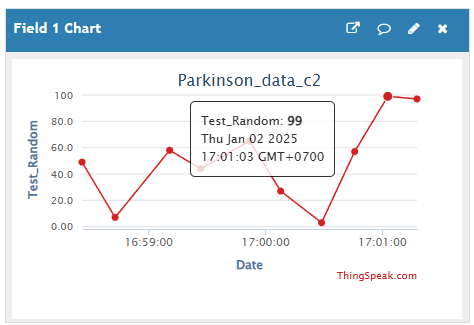 Field 1 Chart
Parkinson_data_c2
Test_Random
100
80.0
60.0
40.0
20.0
0.00
Test_Random: 99
Thu Jan 02 2025
17:01:03 GMT+0700
16:59:00 17:00:00 17:01:00
Date
ThingSpeak.com